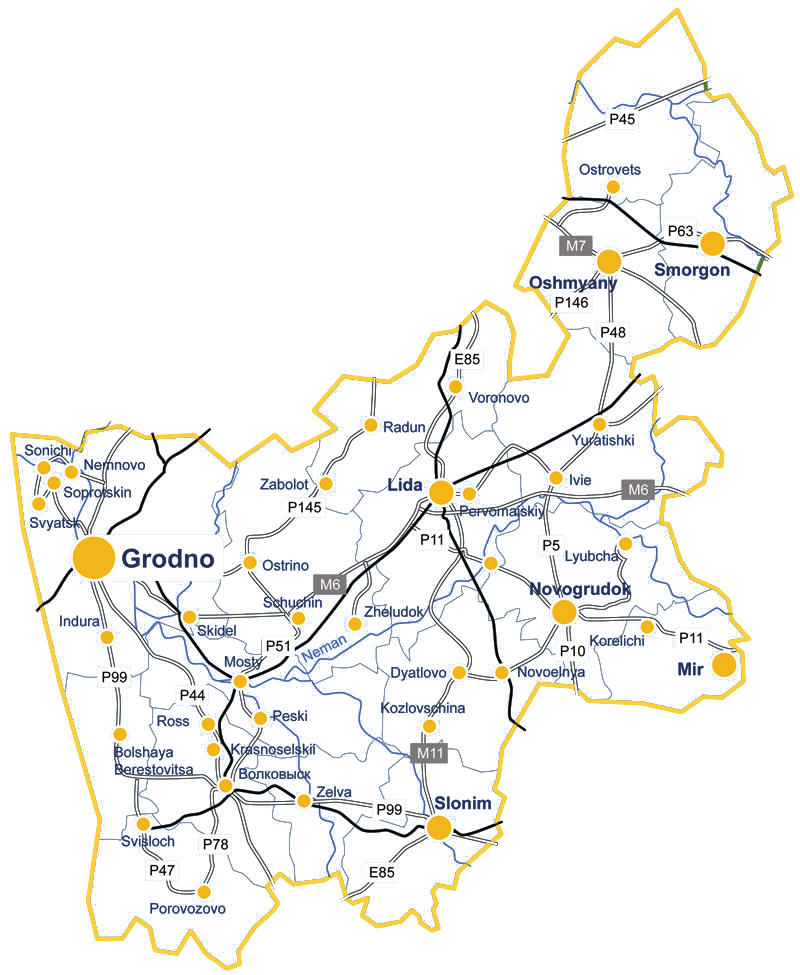 P45
Ostrovets
P63
M7
Smorgon
Oshmyany
P146
P48
E85
Voronovo
Radun
Yuratishki
Sonichi
Nemnovo
Soprotskin
Zabolot
Lida
Ivie
M6
Svyatsk
P145
Pervomajskiy
P11
P5
Lyubcha
Grodno
Ostrino
M6
Novogrudok
Schuchin
Zheludok
Indura
Skidel
Korelichi
P11
P51
Neman
P10
Mir
Mosty
P99
Dyatlovo
Novoelnya
P44
Kozlovschina
Ross
Peski
Bolshaya
Berestovitsa
Krasnoselskii
M11
Волковыск
Zelva
P99
Slonim
Svisloch
P78
P47
E85
Porovozovo